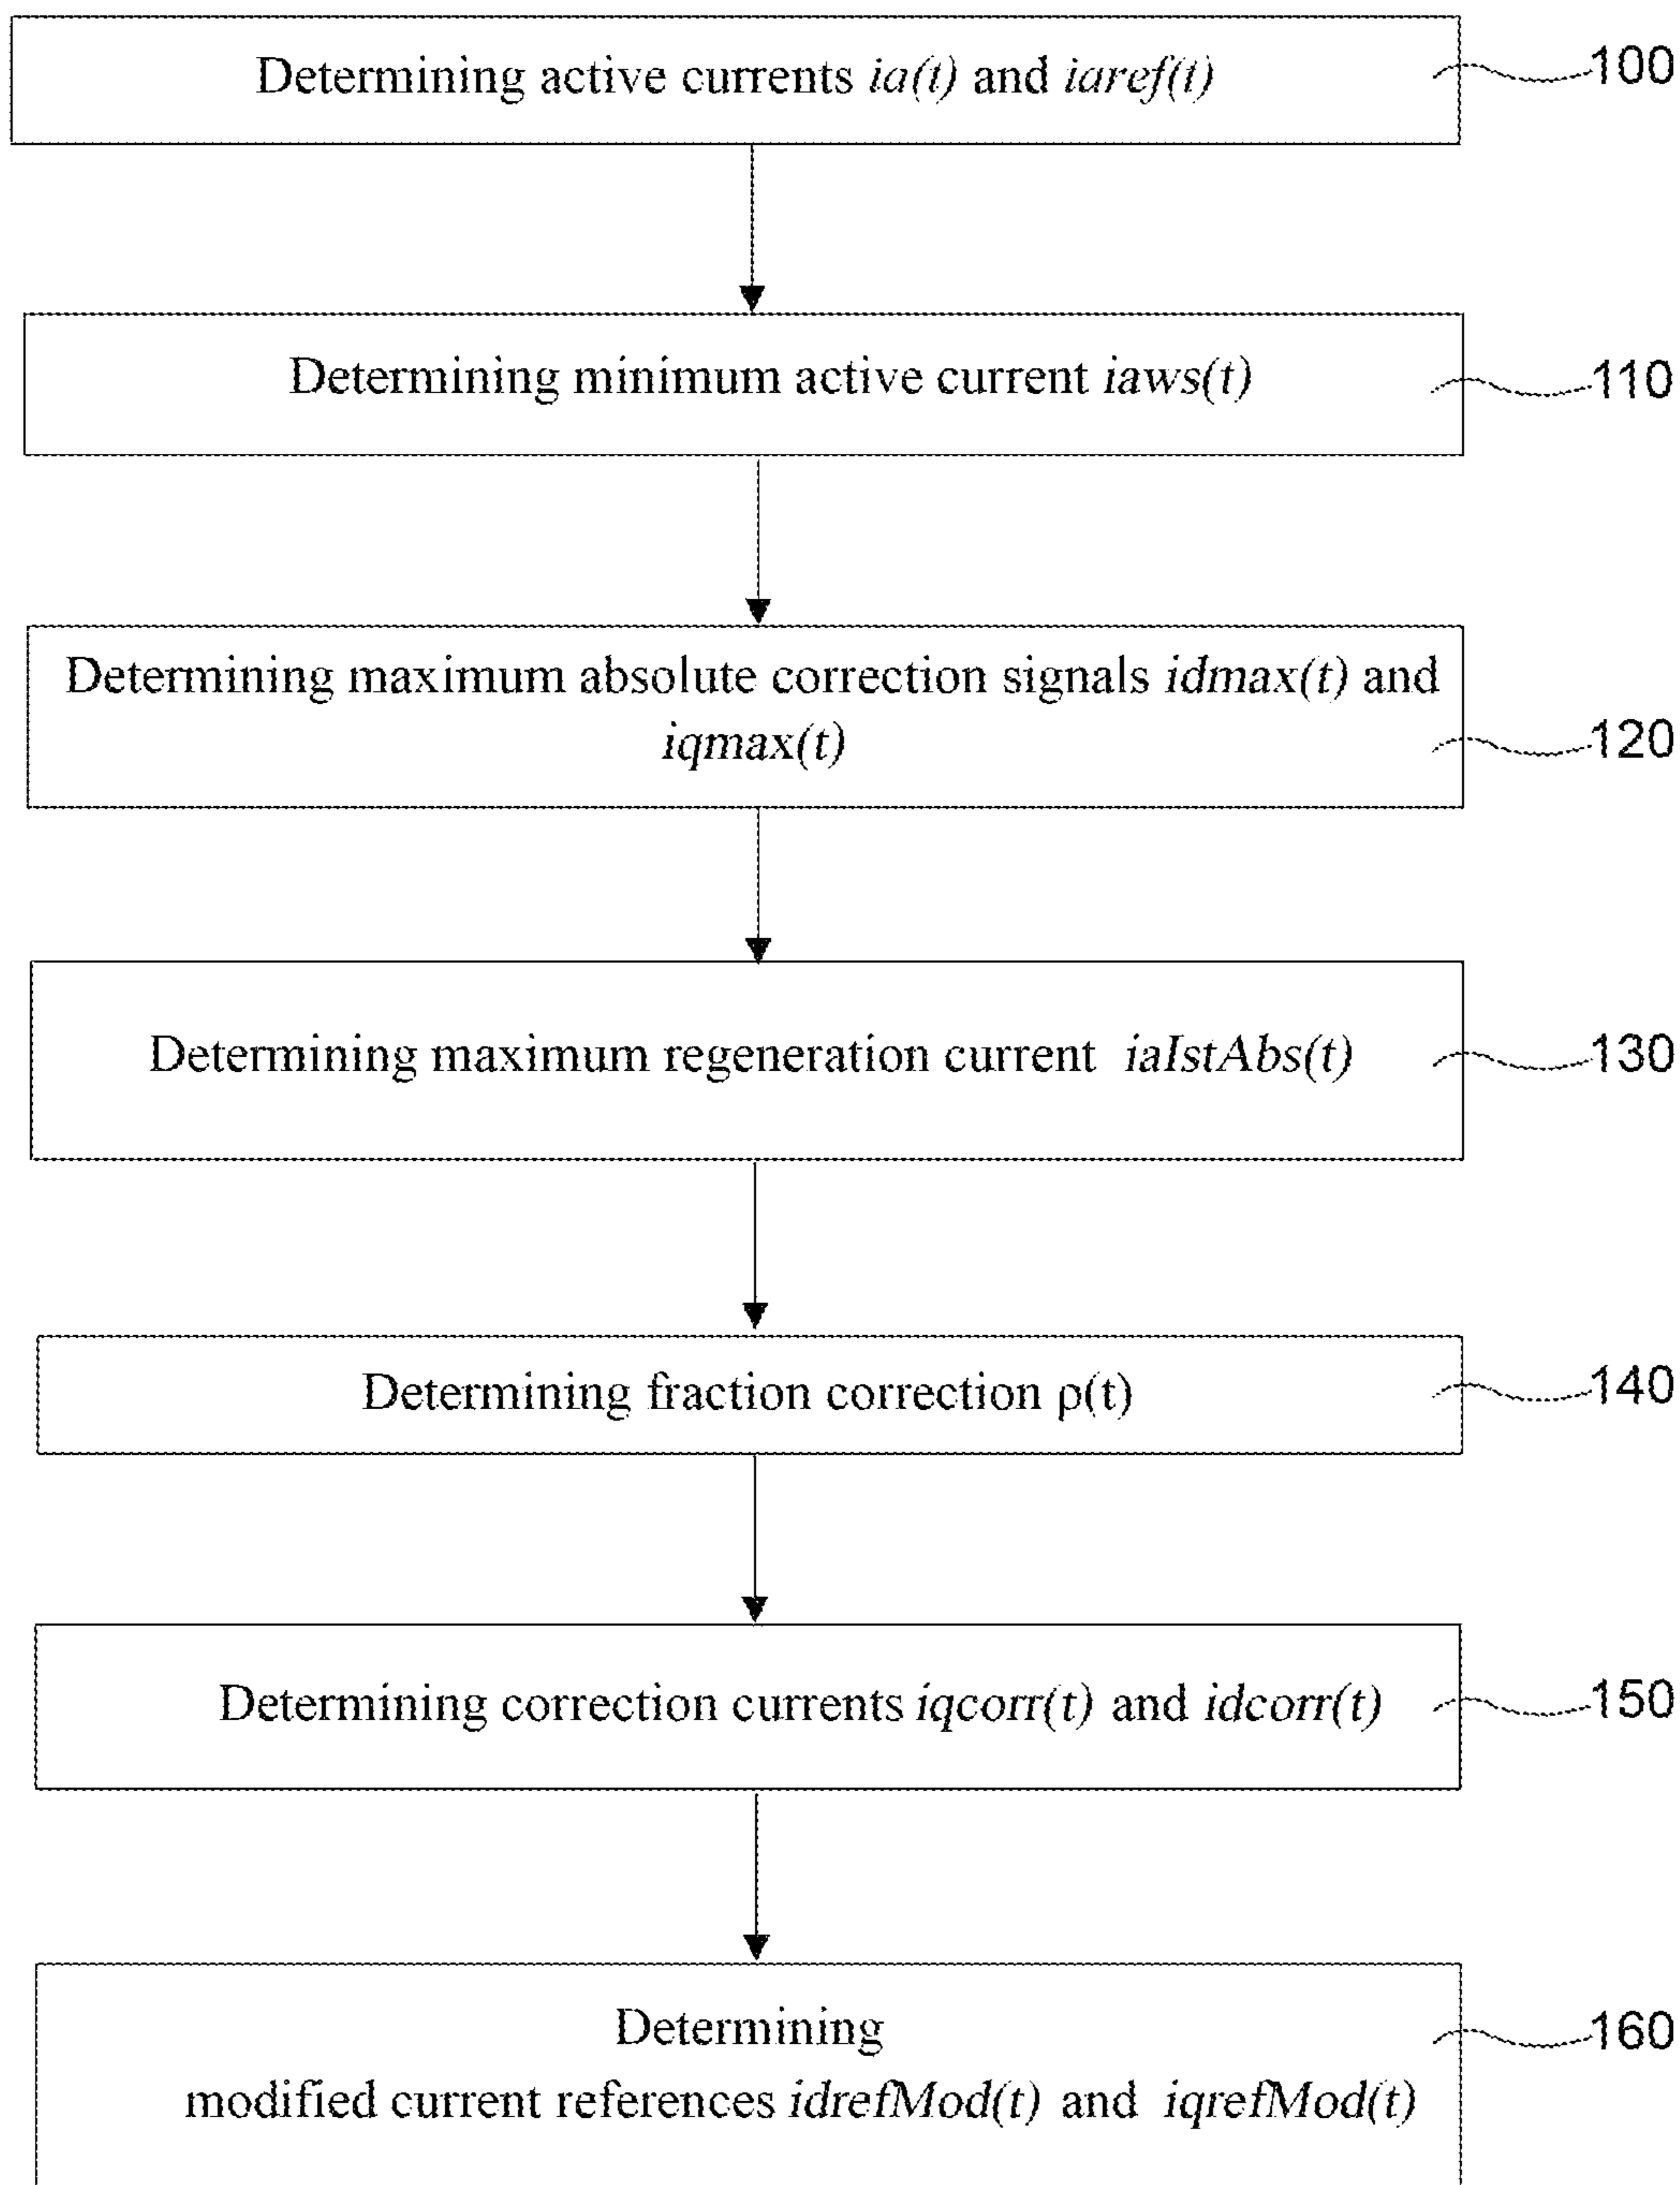 Determining active currents ia(t) and iaref(t)
100
Determining minimum active current iaws(t)
110
Determining maximum absolute correction signals idmax(t) and
iqmax(t)
120
Determining maximum regeneration current iaIstAbs(t)
130
Determining fraction correction ρ(t)
140
Determining correction currents iqcorr(t) and idcorr(t)
150
Determining
modified current references idrefMod(t) and iqrefMod(t)
160